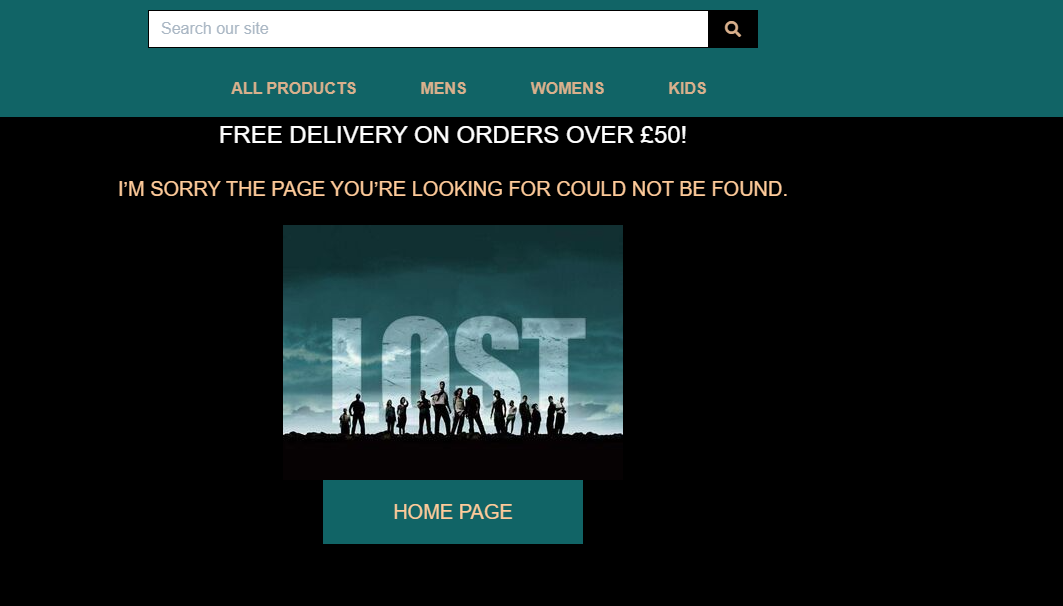 Search our site
ALL PRODUCTS MENS WOMENS KIDS
FREE DELIVERY ON ORDERS OVER £50!
I’M SORRY THE PAGE YOU’RE LOOKING FOR COULD NOT BE FOUND.
LOST
HOME PAGE